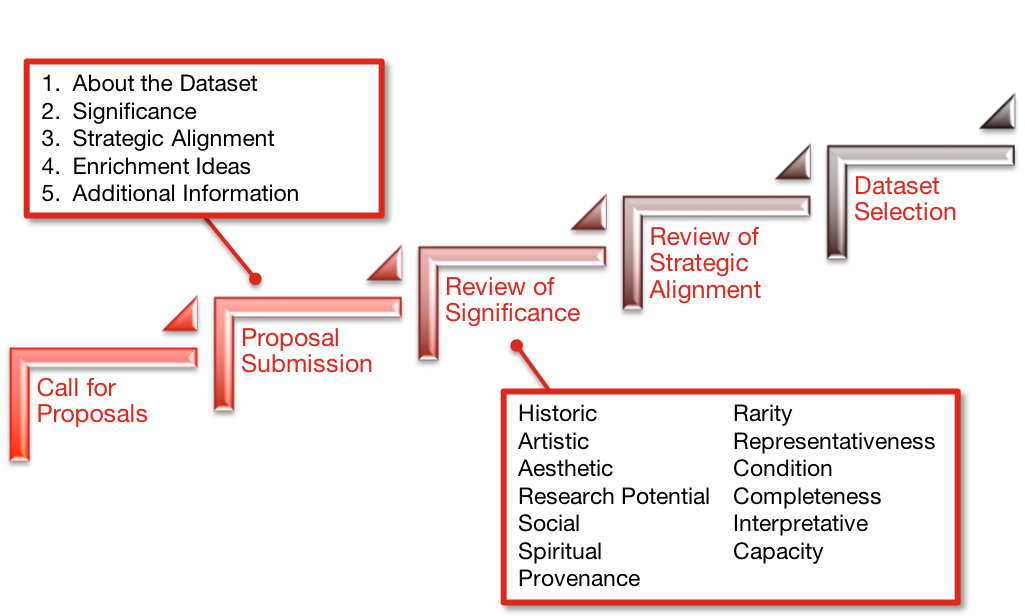 1. About the Dataset
2. Significance
3. Strategic Alignment
4. Enrichment Ideas
5. Additional Information
Call for
Proposals
Proposal
Submission
Review of
Significance
Review of
Strategic
Alignment
Dataset
Selection
Historic
Artistic
Aesthetic
Research Potential
Social
Spiritual
Provenance
Rarity
Representativeness
Condition
Completeness
Interpretative
Capacity